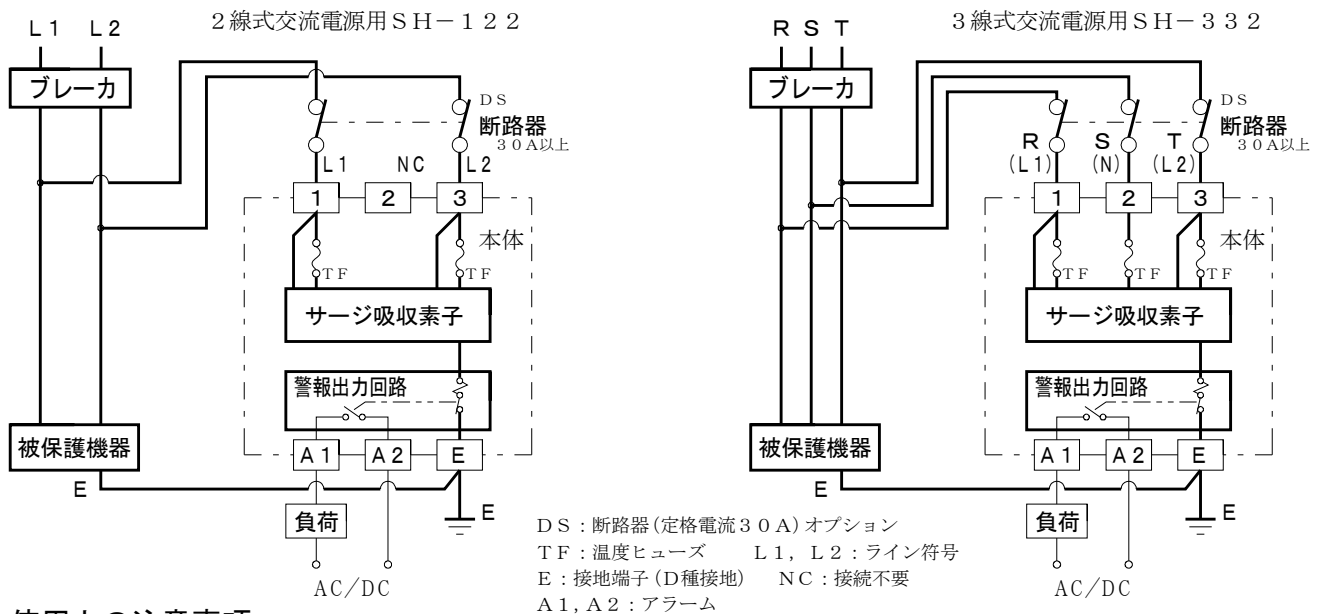 2線式交流電源用SH－122
L1 L2
ブレーカ
DS
断路器
30A以上
L1 NC L2
1 2 3
本体
TF TF
サージ吸収素子
警報出力回路
被保護機器
A1 A2 E
E
負荷
E
AC/DC
3線式交流電源用SH－332
R S T
ブレーカ
DS
断路器
30A以上
R S T
(L1) (N) (L2)
1 2 3
本体
TF TF TF
サージ吸収素子
警報出力回路
被保護機器
A1 A2 E
E
負荷
E
AC/DC
DS：断路器(定格電流30A)オプション
TF：温度ヒューズ L1, L2：ライン符号
E：接地端子(D種接地) NC：接続不要
A1, A2：アラーム